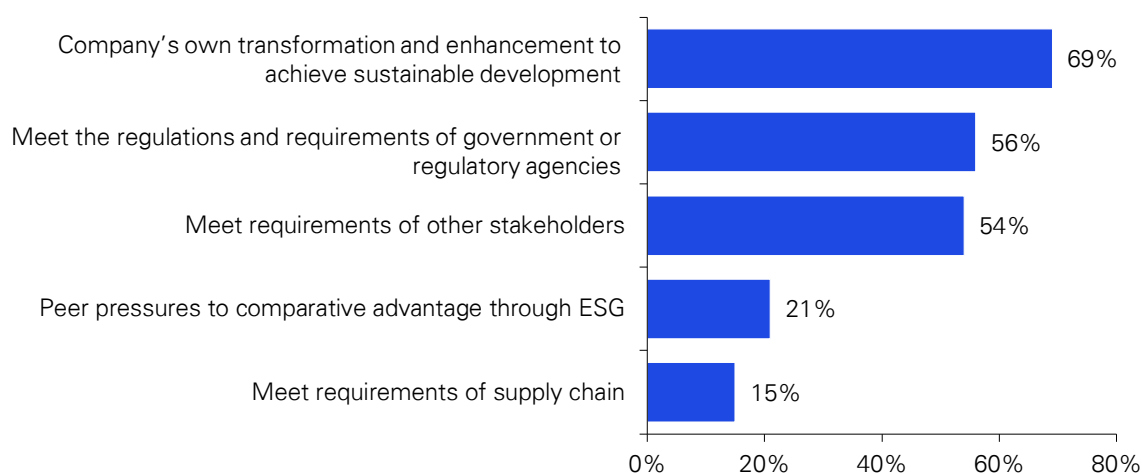 Company's own transformation and enhancement to
achieve sustainable development
69%
Meet the regulations and requirements of government or
regulatory agencies
56%
Meet requirements of other stakeholders
54%
Peer pressures to comparative advantage through ESG
21%
Meet requirements of supply chain
15%
0% 20% 40% 60% 80%